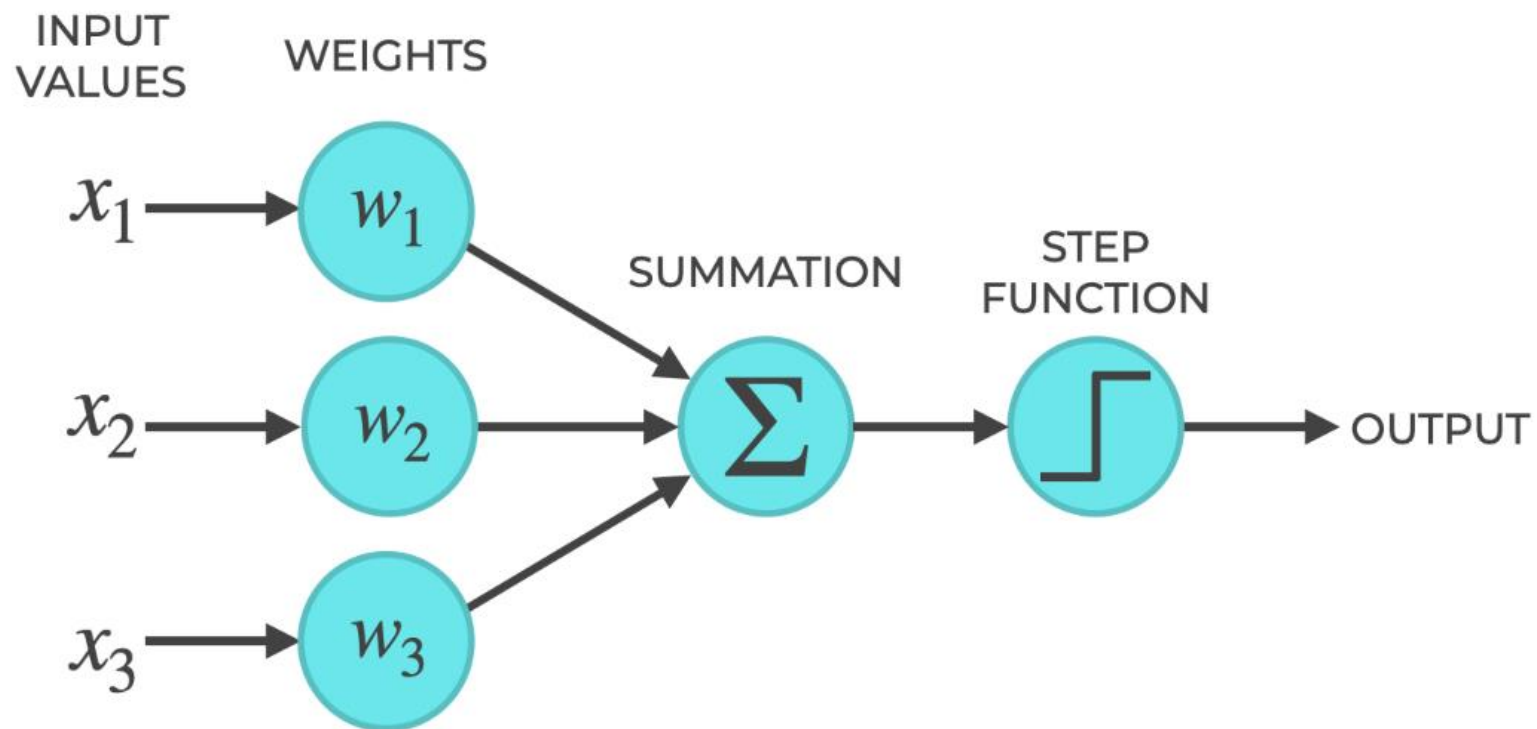 INPUT
VALUES
WEIGHTS
x₁
w₁
SUMMATION
STEP
FUNCTION
x₂
w₂
Σ
OUTPUT
x₃
w₃